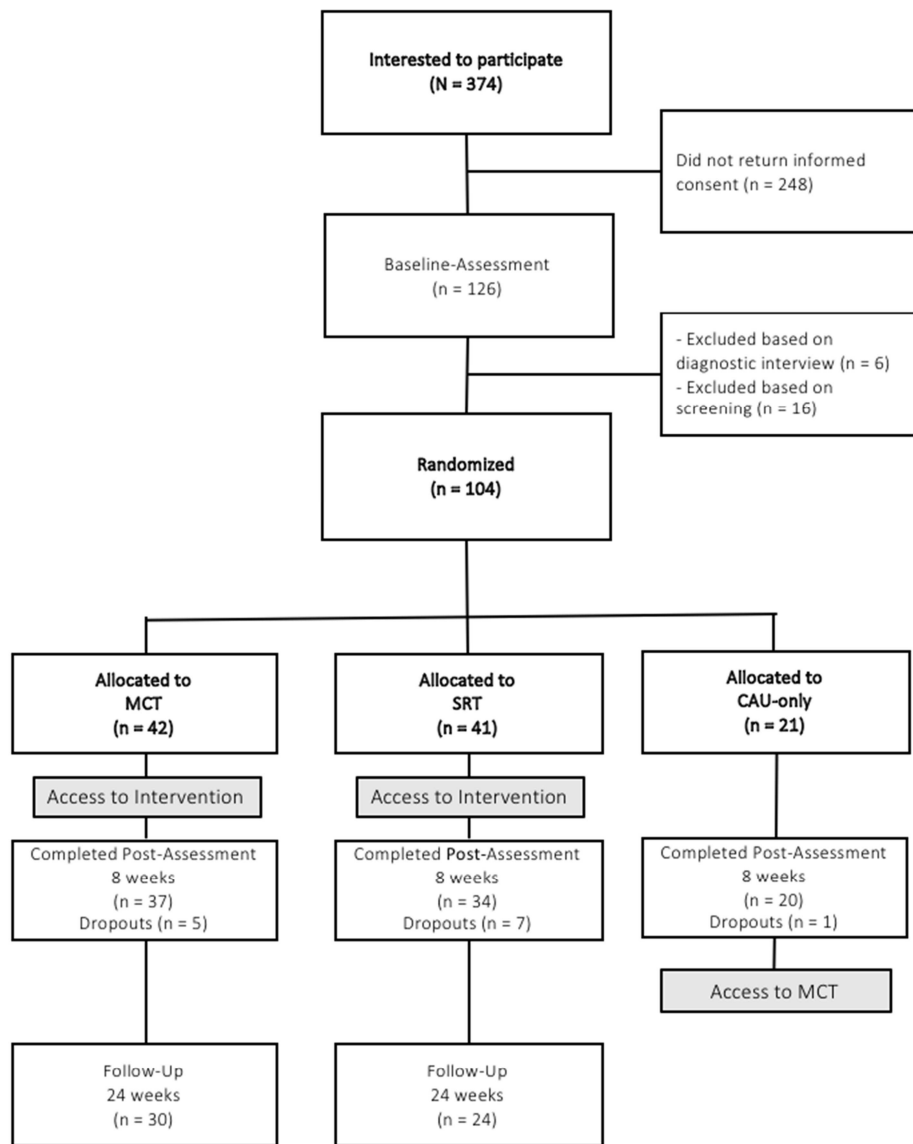 Interested to participate
(N = 374)
Did not return informed
consent (n = 248)
Baseline-Assessment
(n = 126)
- Excluded based on
diagnostic interview (n = 6)
- Excluded based on
screening (n = 16)
Randomized
(n = 104)
Allocated to
MCT
(n = 42)
Allocated to
SRT
(n = 41)
Allocated to
CAU-only
(n = 21)
Access to Intervention
Access to Intervention
Completed Post-Assessment
8 weeks
(n = 37)
Dropouts (n = 5)
Completed Post-Assessment
8 weeks
(n = 34)
Dropouts (n = 7)
Completed Post-Assessment
8 weeks
(n = 20)
Dropouts (n = 1)
Access to MCT
Follow-Up
24 weeks
(n = 30)
Follow-Up
24 weeks
(n = 24)